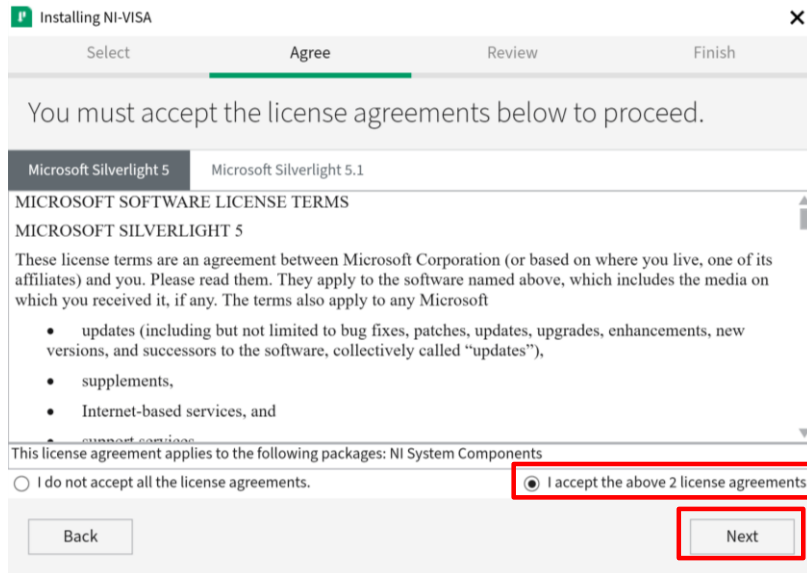 Installing NI-VISA
Select Agree Review Finish
You must accept the license agreements below to proceed.
Microsoft Silverlight 5 Microsoft Silverlight 5.1
MICROSOFT SOFTWARE LICENSE TERMS
MICROSOFT SILVERLIGHT 5
These license terms are an agreement between Microsoft Corporation (or based on where you live, one of its
affiliates) and you. Please read them. They apply to the software named above, which includes the media on
which you received it, if any. The terms also apply to any Microsoft
• updates (including but not limited to bug fixes, patches, updates, upgrades, enhancements, new
versions, and successors to the software, collectively called “updates”),
• supplements,
• Internet-based services, and
• support services
This license agreement applies to the following packages: NI System Components
I do not accept all the license agreements. I accept the above 2 license agreements
Back Next